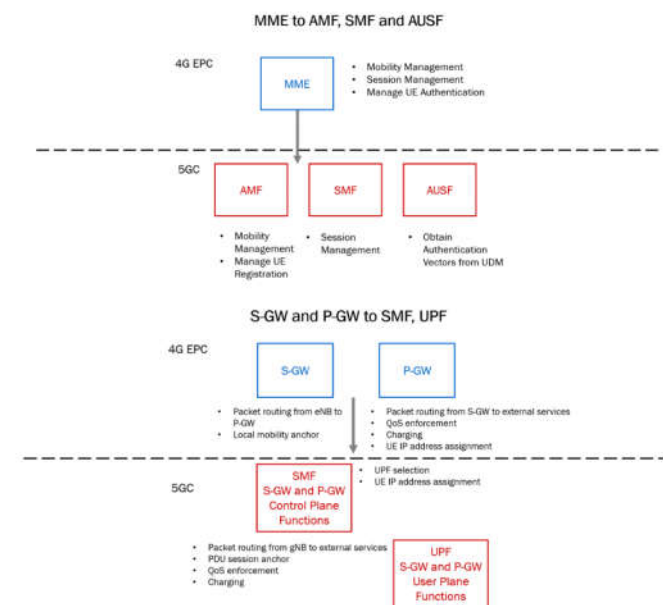 MME to AMF, SMF and AUSF
4G EPC
MME
• Mobility Management
• Session Management
• Manage UE Authentication
5GC
AMF
SMF
AUSF
• Mobility
Management
• Manage UE
Registration
• Session
Management
• Obtain
Authentication
Vectors from UDM
S-GW and P-GW to SMF, UPF
4G EPC
S-GW
P-GW
• Packet routing from eNB to
P-GW
• Local mobility anchor
• Packet routing from S-GW to external services
• QoS enforcement
• Charging
• UE IP address assignment
5GC
SMF
S-GW and P-GW
Control Plane
Functions
• UPF selection
• UE IP address assignment
• Packet routing from gNB to external services
• PDU session anchor
• QoS enforcement
• Charging
UPF
S-GW and P-GW
User Plane
Functions